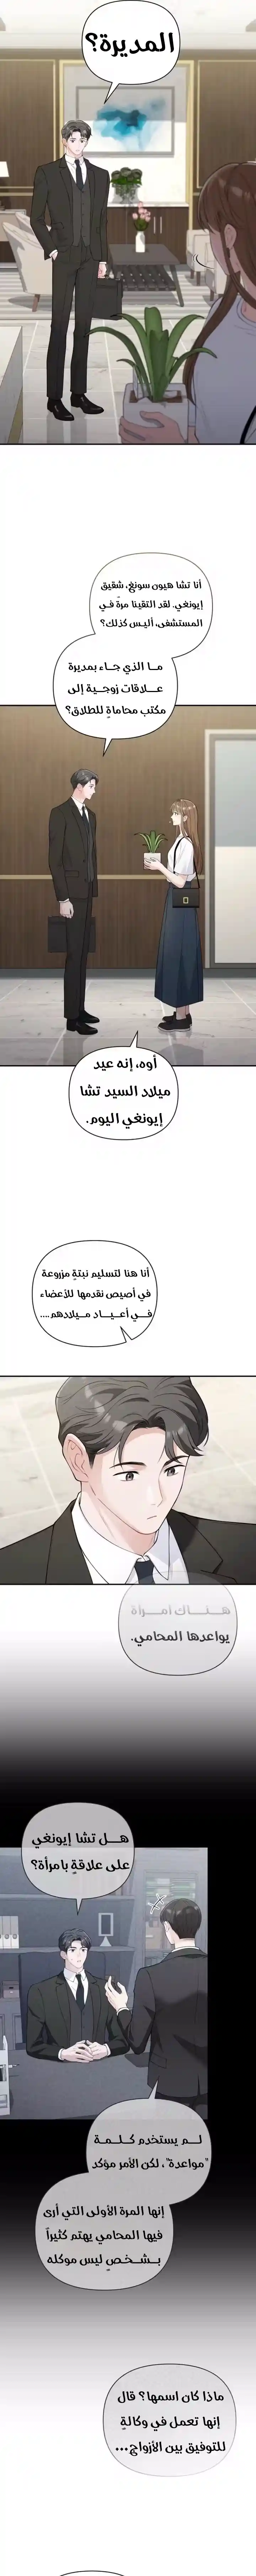 المديرة؟
أنا تشا هيون سونغ، شقيق
إيونغي. لقد التقينا مرةً في
المستشفى، أليس كذلك؟
ما الذي جاء بمديرة
علاقات زوجية إلى
مكتب محاماةٍ للطلاق؟
أوه، إنه عيد
ميلاد السيد تشا
إيونغي اليوم.
أنا هنا لتسليم نبتةٍ مزروعة
في أصيص نقدمها للأعضاء
في أعياد ميلادهم....
هناك امرأة
يواعدها المحامي.
هل تشا إيونغي
على علاقةٍ بامرأة؟
لم يستخدم كلمة
"مواعدة"، لكن الأمر مؤكد
إنها المرة الأولى التي أرى
فيها المحامي يهتم كثيراً
بشخصٍ ليس موكله
ماذا كان اسمها؟ قال
إنها تعمل في وكالةٍ
للتوفيق بين الأزواج...